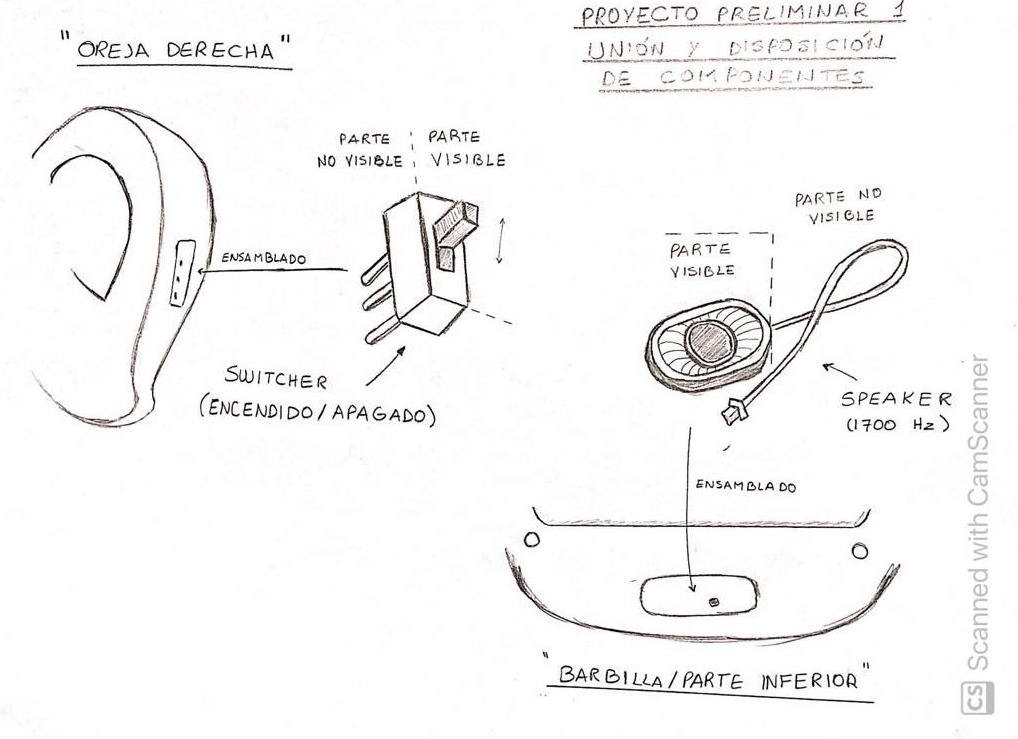 PROYECTO PRELIMINAR 1
UNIÓN Y DISPOSICIÓN
DE COMPONENTES
"OREJA DERECHA"
PARTE
NO VISIBLE
PARTE
VISIBLE
ENSAMBLADO
SWITCHER
(ENCENDIDO/APAGADO)
PARTE NO
VISIBLE
PARTE
VISIBLE
SPEAKER
(1700 Hz)
ENSAMBLADO
"BARBILLA/PARTE INFERIOR"
CS Scanned with CamScanner